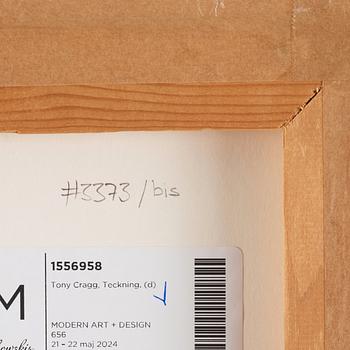 #3373/bis
M
1556958
Tony Cragg, Teckning, (d)
MODERN ART + DESIGN
656
21 – 22 maj 2024